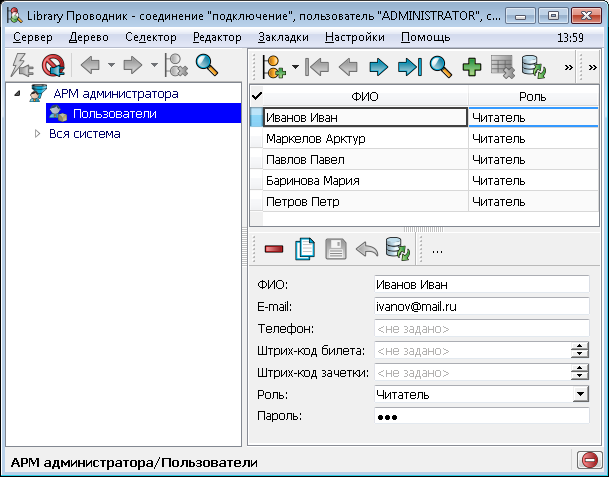 Library Проводник - соединение "подключение", пользователь "ADMINISTRATOR", с...
Сервер Дерево Селектор Редактор Закладки Настройки Помощь 13:59
» »
АРМ администратора
Пользователи
Вся система
ФИО Роль
Иванов Иван Читатель
Маркелов Арктур Читатель
Павлов Павел Читатель
Баринова Мария Читатель
Петров Петр Читатель
...
ФИО: Иванов Иван
E-mail: ivanov@mail.ru
Телефон: <не задано>
Штрих-код билета: <не задано>
Штрих-код зачетки: <не задано>
Роль: Читатель
Пароль: ●●●
АРМ администратора/Пользователи